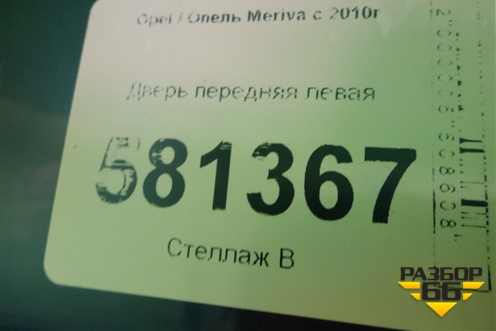 Opel / Опель Meriva с 2010г
Дверь передняя левая
581367
Стеллаж В
РАЗБОР
66